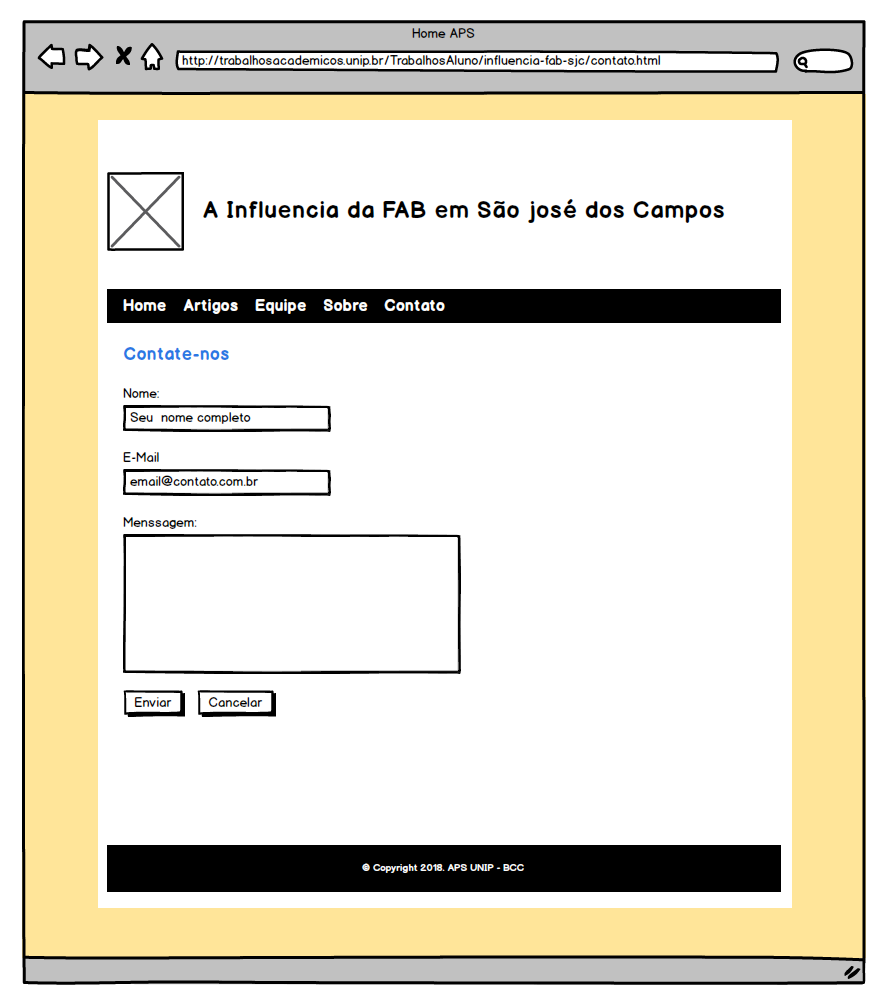 Home APS
http://trabalhosacademicos.unip.br/TrabalhosAluno/influencia-fab-sjc/contato.html
A Influencia da FAB em São josé dos Campos
Home Artigos Equipe Sobre Contato
Contate-nos
Nome:
Seu nome completo
E-Mail
email@contato.com.br
Menssagem:
Enviar Cancelar
© Copyright 2018. APS UNIP - BCC